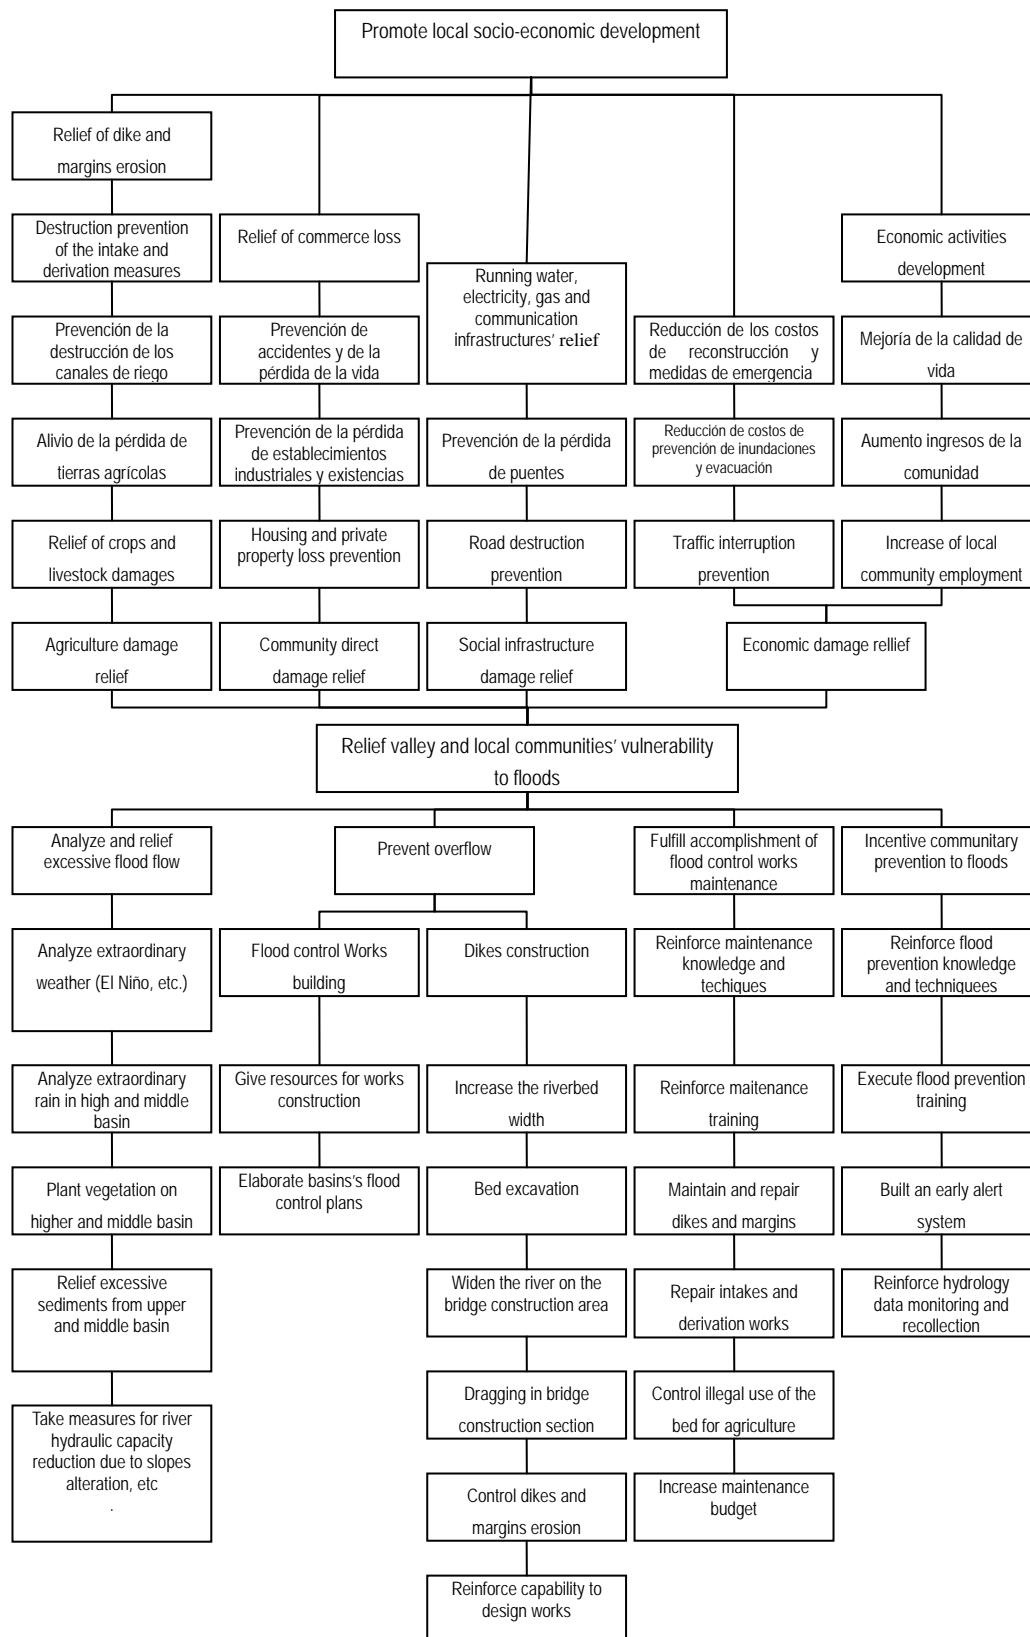 Promote local socio-economic development
Relief of dike and
margins erosion
Destruction prevention
of the intake and
derivation measures
Relief of commerce loss
Economic activities
development
Running water,
electricity, gas and
communication
infrastructures' relief
Prevención de la
destrucción de los
canales de riego
Prevención de
accidentes y de la
pérdida de la vida
Reducción de los costos
de reconstrucción y
medidas de emergencia
Mejoría de la calidad de
vida
Alivio de la pérdida de
tierras agrícolas
Prevención de la pérdida
de establecimientos
industriales y existencias
Prevención de la pérdida
de puentes
Reducción de costos de
prevención de inundaciones
y evacuación
Aumento ingresos de la
comunidad
Relief of crops and
livestock damages
Housing and private
property loss prevention
Road destruction
prevention
Traffic interruption
prevention
Increase of local
community employment
Agriculture damage
relief
Community direct
damage relief
Social infrastructure
damage relief
Economic damage rellief
Relief valley and local communities' vulnerability
to floods
Analyze and relief
excessive flood flow
Prevent overflow
Fulfill accomplishment of
flood control works
maintenance
Incentive communitary
prevention to floods
Analyze extraordinary
weather (El Niño, etc.)
Flood control Works
building
Dikes construction
Reinforce maintenance
knowledge and
techiques
Reinforce flood
prevention knowledge
and techniquees
Analyze extraordinary
rain in high and middle
basin
Give resources for works
construction
Increase the riverbed
width
Reinforce maitenance
training
Execute flood prevention
training
Plant vegetation on
higher and middle basin
Elaborate basins's flood
control plans
Bed excavation
Maintain and repair
dikes and margins
Built an early alert
system
Relief excessive
sediments from upper
and middle basin
Widen the river on the
bridge construction area
Repair intakes and
derivation works
Reinforce hydrology
data monitoring and
recollection
Take measures for river
hydraulic capacity
reduction due to slopes
alteration, etc
.
Dragging in bridge
construction section
Control illegal use of the
bed for agriculture
Control dikes and
margins erosion
Increase maintenance
budget
Reinforce capability to
design works